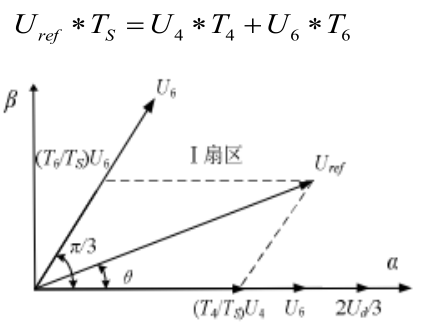 U_ref * T_S = U_4 * T_4 + U_6 * T_6
β
U_6
(T_6/T_S)U_6
I 扇区
U_ref
π/3
θ
α
(T_4/T_S)U_4
U_6
2U_d/3